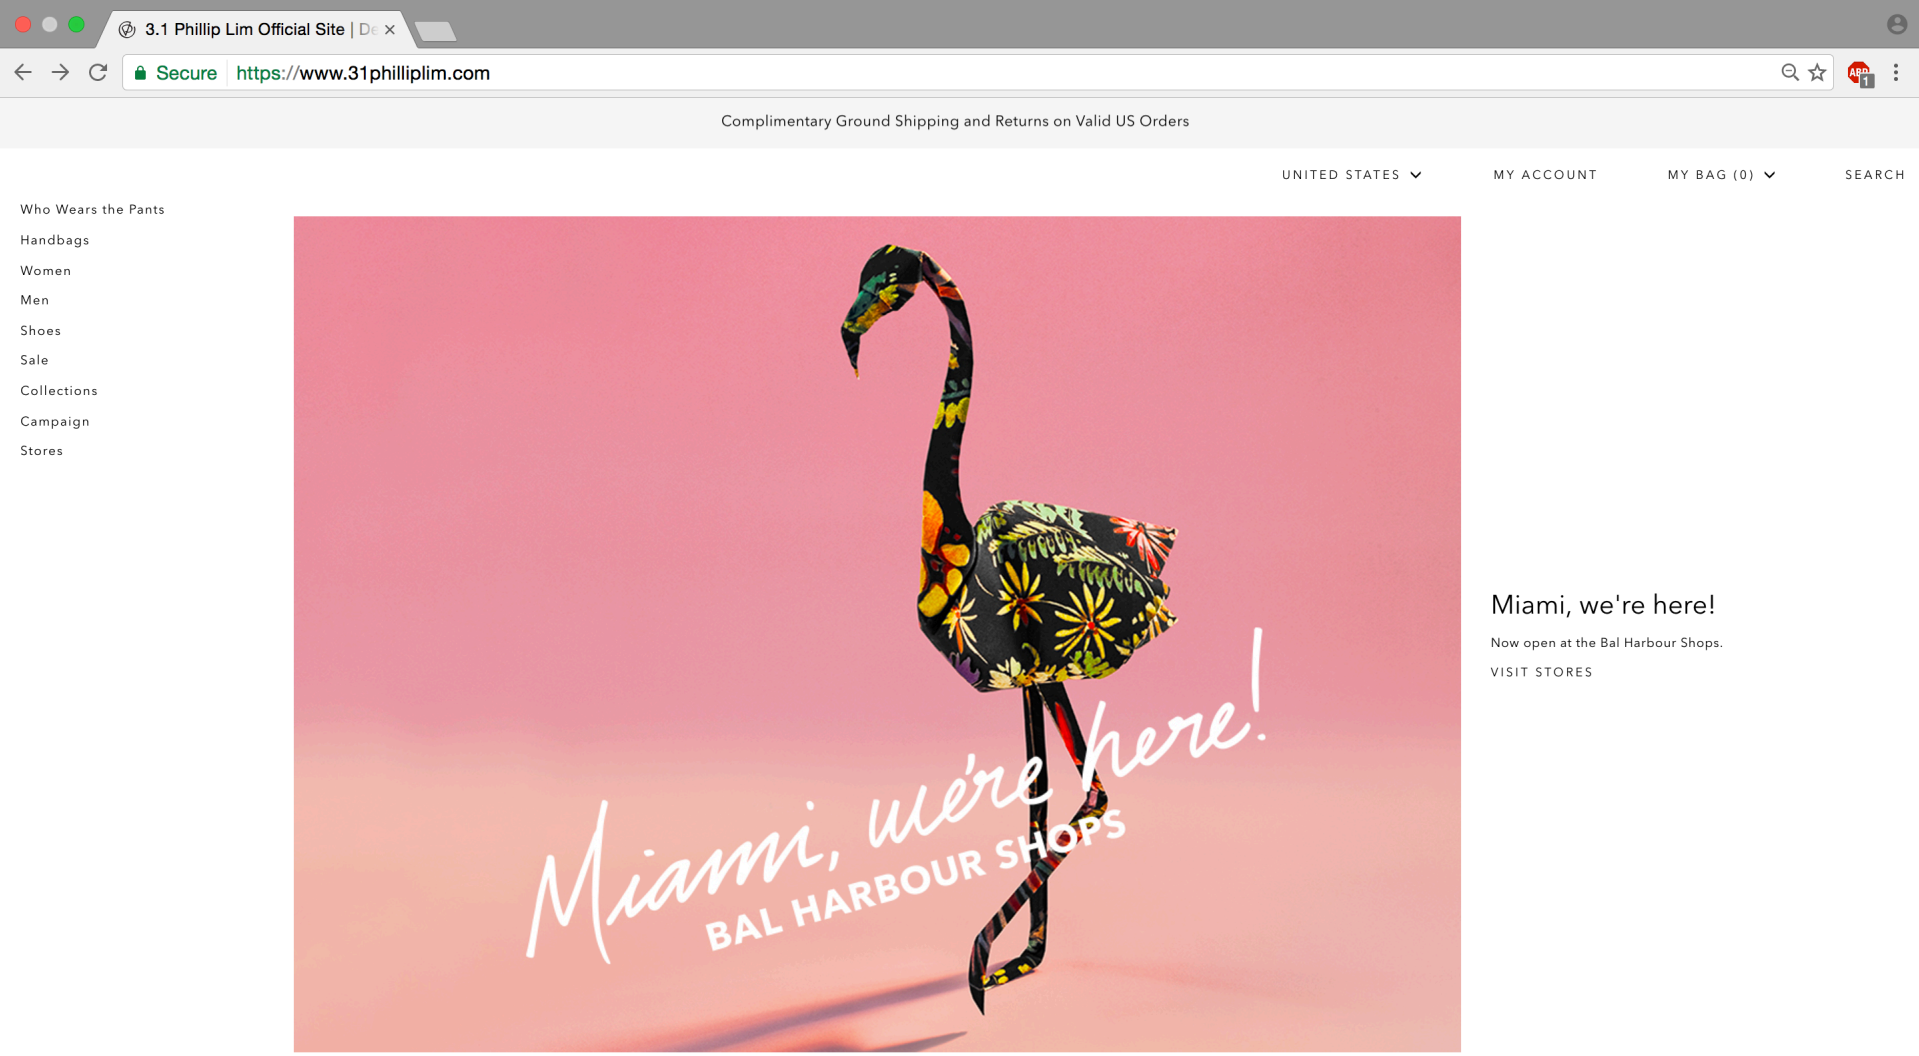 3.1 Phillip Lim Official Site | De
Secure
https://www.31philliplim.com
ABP
1
Complimentary Ground Shipping and Returns on Valid US Orders
UNITED STATES
MY ACCOUNT
MY BAG (0)
SEARCH
Who Wears the Pants
Handbags
Women
Men
Shoes
Sale
Collections
Campaign
Stores
Miami, we're here!
BAL HARBOUR SHOPS
Miami, we're here!
Now open at the Bal Harbour Shops.
VISIT STORES